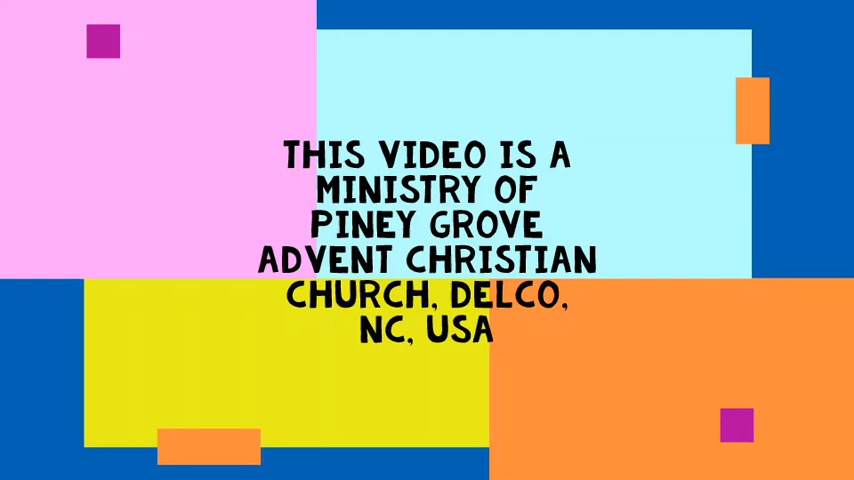 THIS VIDEO IS A
MINISTRY OF
PINEY GROVE
ADVENT CHRISTIAN
CHURCH, DELCO,
NC, USA